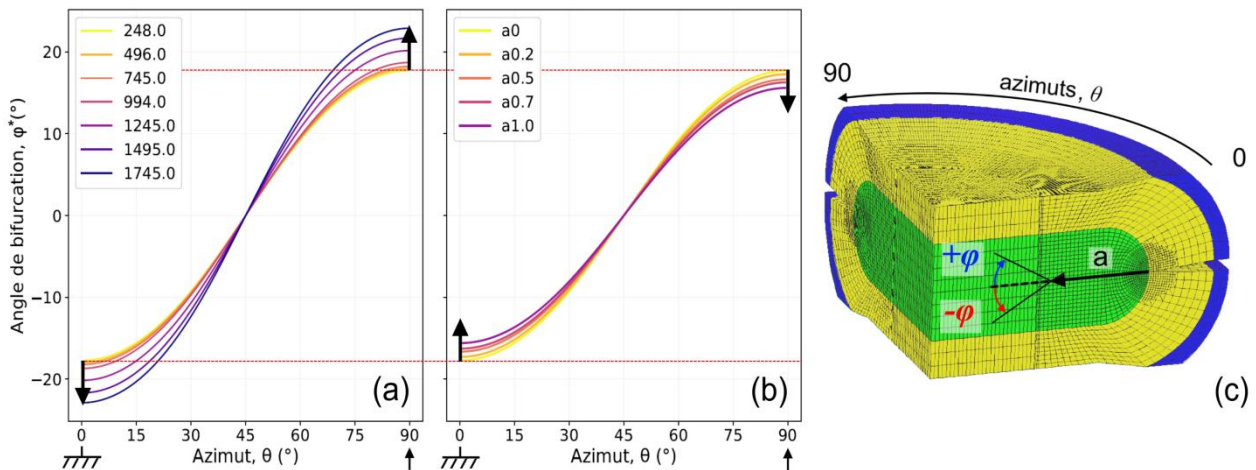 Angle de bifurcation, φ*(°)
20
10
0
−10
−20
248.0
496.0
745.0
994.0
1245.0
1495.0
1745.0
(a)
0 15 30 45 60 75 90
Azimut, θ (°)
a0
a0.2
a0.5
a0.7
a1.0
(b)
0 15 30 45 60 75 90
Azimut, θ (°)
90
azimuts, θ
0
+φ
a
-φ
(c)